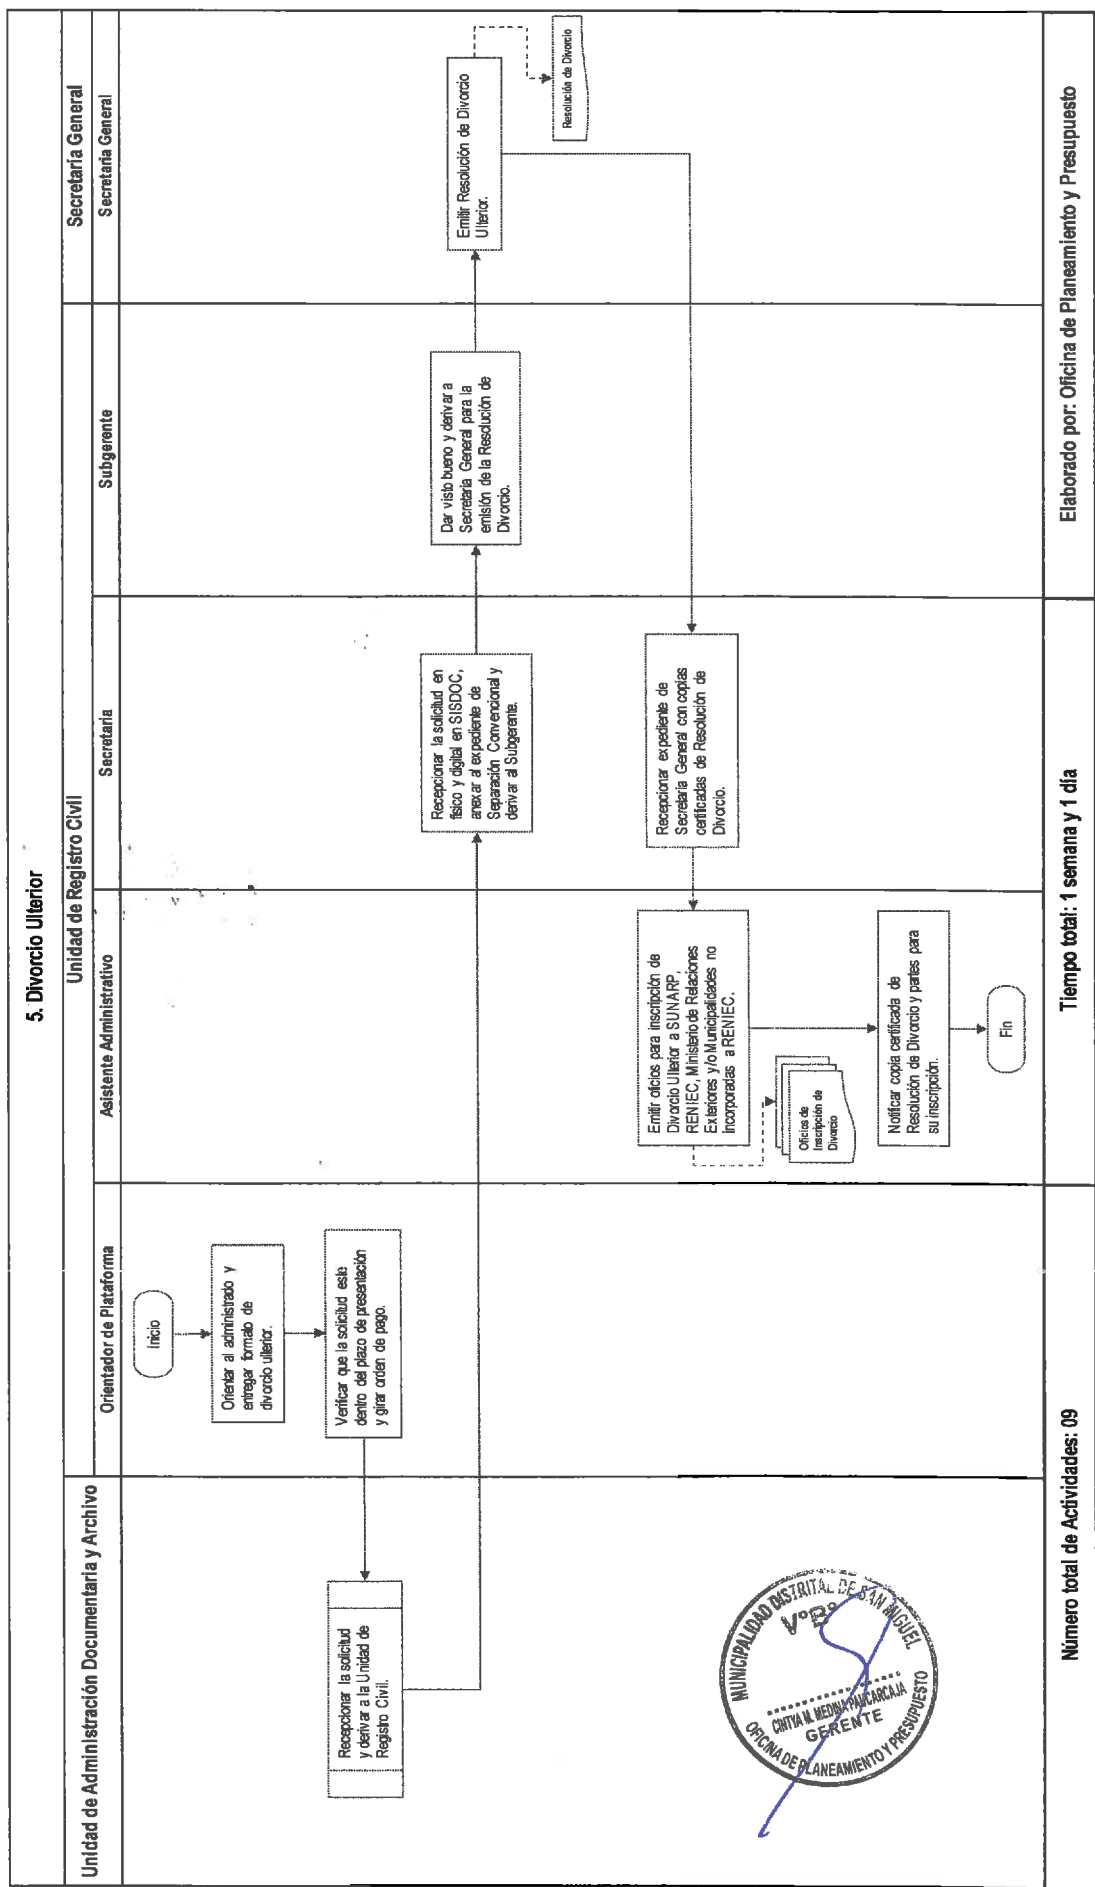 5. Divorcio Ulterior
Unidad de Administración Documentaria y Archivo
Unidad de Registro Civil
Secretaría General
Orientador de Plataforma
Asistente Administrativo
Secretaria
Subgerente
Secretaria General
Inicio
Orientar al administrado y
entregar formato de
divorcio ulterior.
Verificar que la solicitud este
dentro del plazo de presentación
y girar orden de pago.
Recepcionar la solicitud
y derivar a la Unidad de
Registro Civil.
Recepcionar la solicitud en
físico y digital en SISDOC,
anexar al expediente de
Separación Convencional y
derivar al Subgerente.
Dar visto bueno y derivar a
Secretaría General para la
emisión de la Resolución de
Divorcio.
Emitir Resolución de Divorcio
Ulterior.
Resolución de Divorcio
Recepcionar expediente de
Secretaría General con copias
certificadas de Resolución de
Divorcio.
Emitir oficios para inscripción de
Divorcio Ulterior a SUNARP,
RENIEC, Ministerio de Relaciones
Exteriores y/o Municipalidades no
incorporadas a RENIEC.
Oficios de
Inscripción de
Divorcio
Notificar copia certificada de
Resolución de Divorcio y partes para
su inscripción.
Fin
MUNICIPALIDAD DISTRITAL DE SAN MIGUEL
V°B°
CINTYA M. MEDINA PAUCARCAJA
GERENTE
OFICINA DE PLANEAMIENTO Y PRESUPUESTO
Número total de Actividades: 09
Tiempo total: 1 semana y 1 día
Elaborado por: Oficina de Planeamiento y Presupuesto